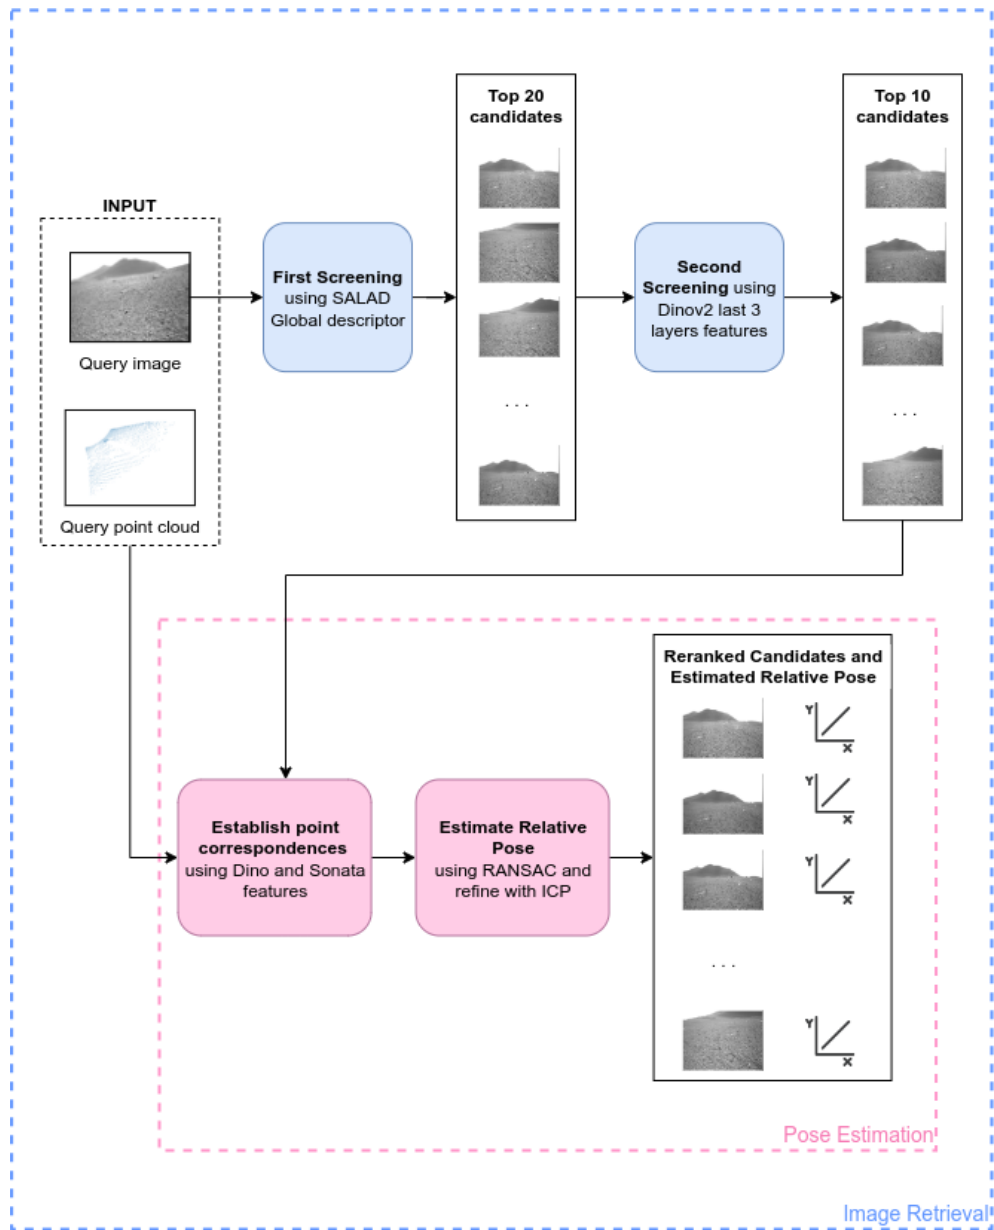 INPUT
Query image
Query point cloud
First Screening
using SALAD
Global descriptor
Top 20
candidates
. . .
Second
Screening using
Dinov2 last 3
layers features
Top 10
candidates
. . .
Establish point
correspondences
using Dino and Sonata
features
Estimate Relative
Pose
using RANSAC and
refine with ICP
Reranked Candidates and
Estimated Relative Pose
Y
X
Y
X
Y
X
. . .
Y
X
Pose Estimation
Image Retrieval